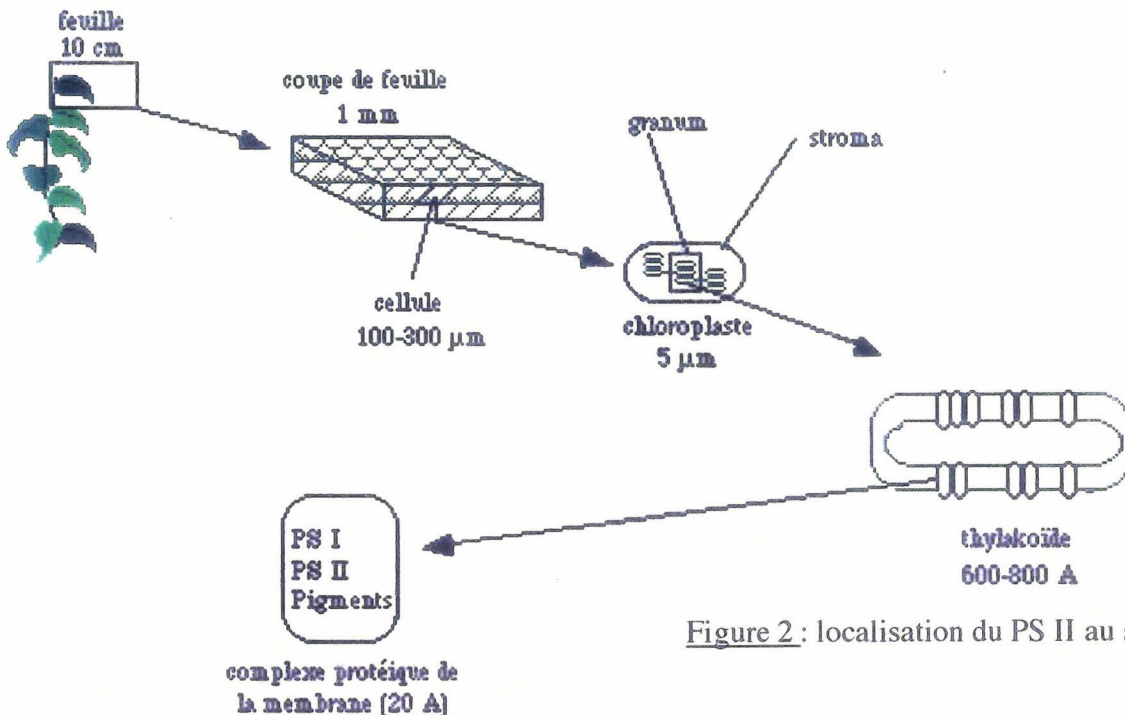 feuille
10 cm
coupe de feuille
1 mm
granum
stroma
cellule
100-300 µm
chloroplaste
5 µm
thylakoïde
600-800 A
PS I
PS II
Pigments
complexe protéique de
la membrane (20 A)
Figure 2 : localisation du PS II au